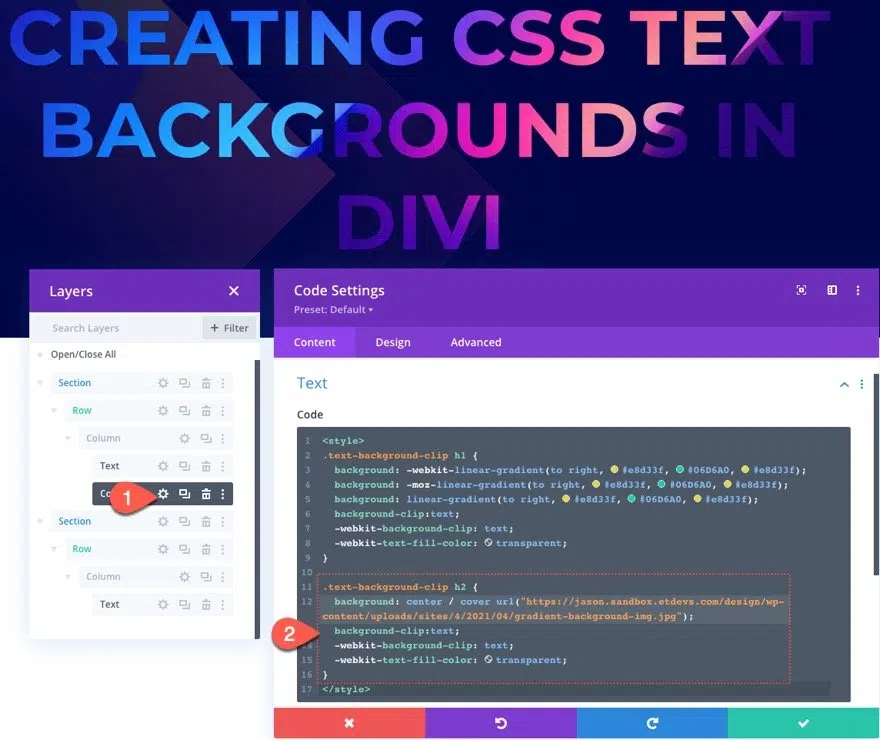 CREATING CSS TEXT
BACKGROUNDS IN
DIVI
Layers
Search Layers
+ Filter
Open/Close All
Section
Row
Column
Text
1
Section
Row
Column
Text
Code Settings
Preset: Default
Content Design Advanced
Text
Code
1 <style>
2 .text-background-clip h1 {
3 background: -webkit-linear-gradient(to right, #e8d33f, #06D6A0, #e8d33f);
4 background: -moz-linear-gradient(to right, #e8d33f, #06D6A0, #e8d33f);
5 background: linear-gradient(to right, #e8d33f, #06D6A0, #e8d33f);
6 background-clip:text;
7 -webkit-background-clip: text;
8 -webkit-text-fill-color: transparent;
9 }
10
11 .text-background-clip h2 {
12 background: center / cover url("https://jason.sandbox.etdevs.com/design/wp-
content/uploads/sites/4/2021/04/gradient-background-img.jpg");
2
background-clip:text;
-webkit-background-clip: text;
15 -webkit-text-fill-color: transparent;
16 }
17 </style>